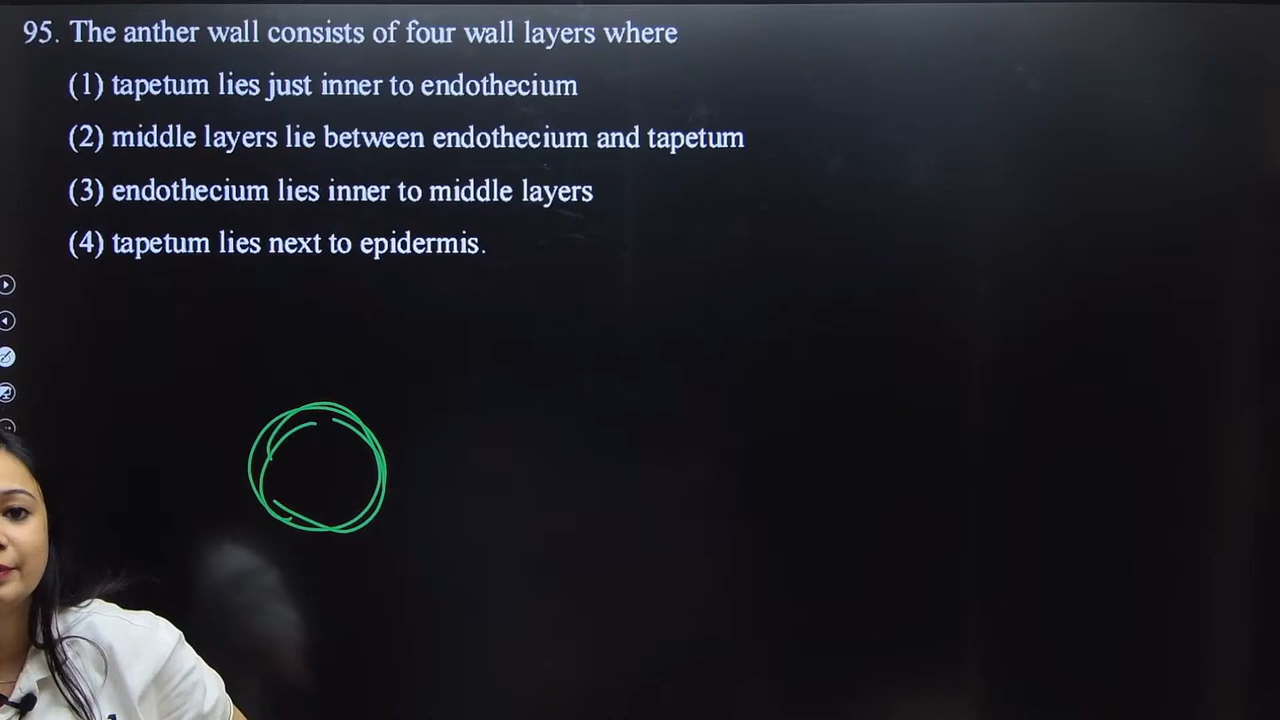 95. The anther wall consists of four wall layers where
(1) tapetum lies just inner to endothecium
(2) middle layers lie between endothecium and tapetum
(3) endothecium lies inner to middle layers
(4) tapetum lies next to epidermis.